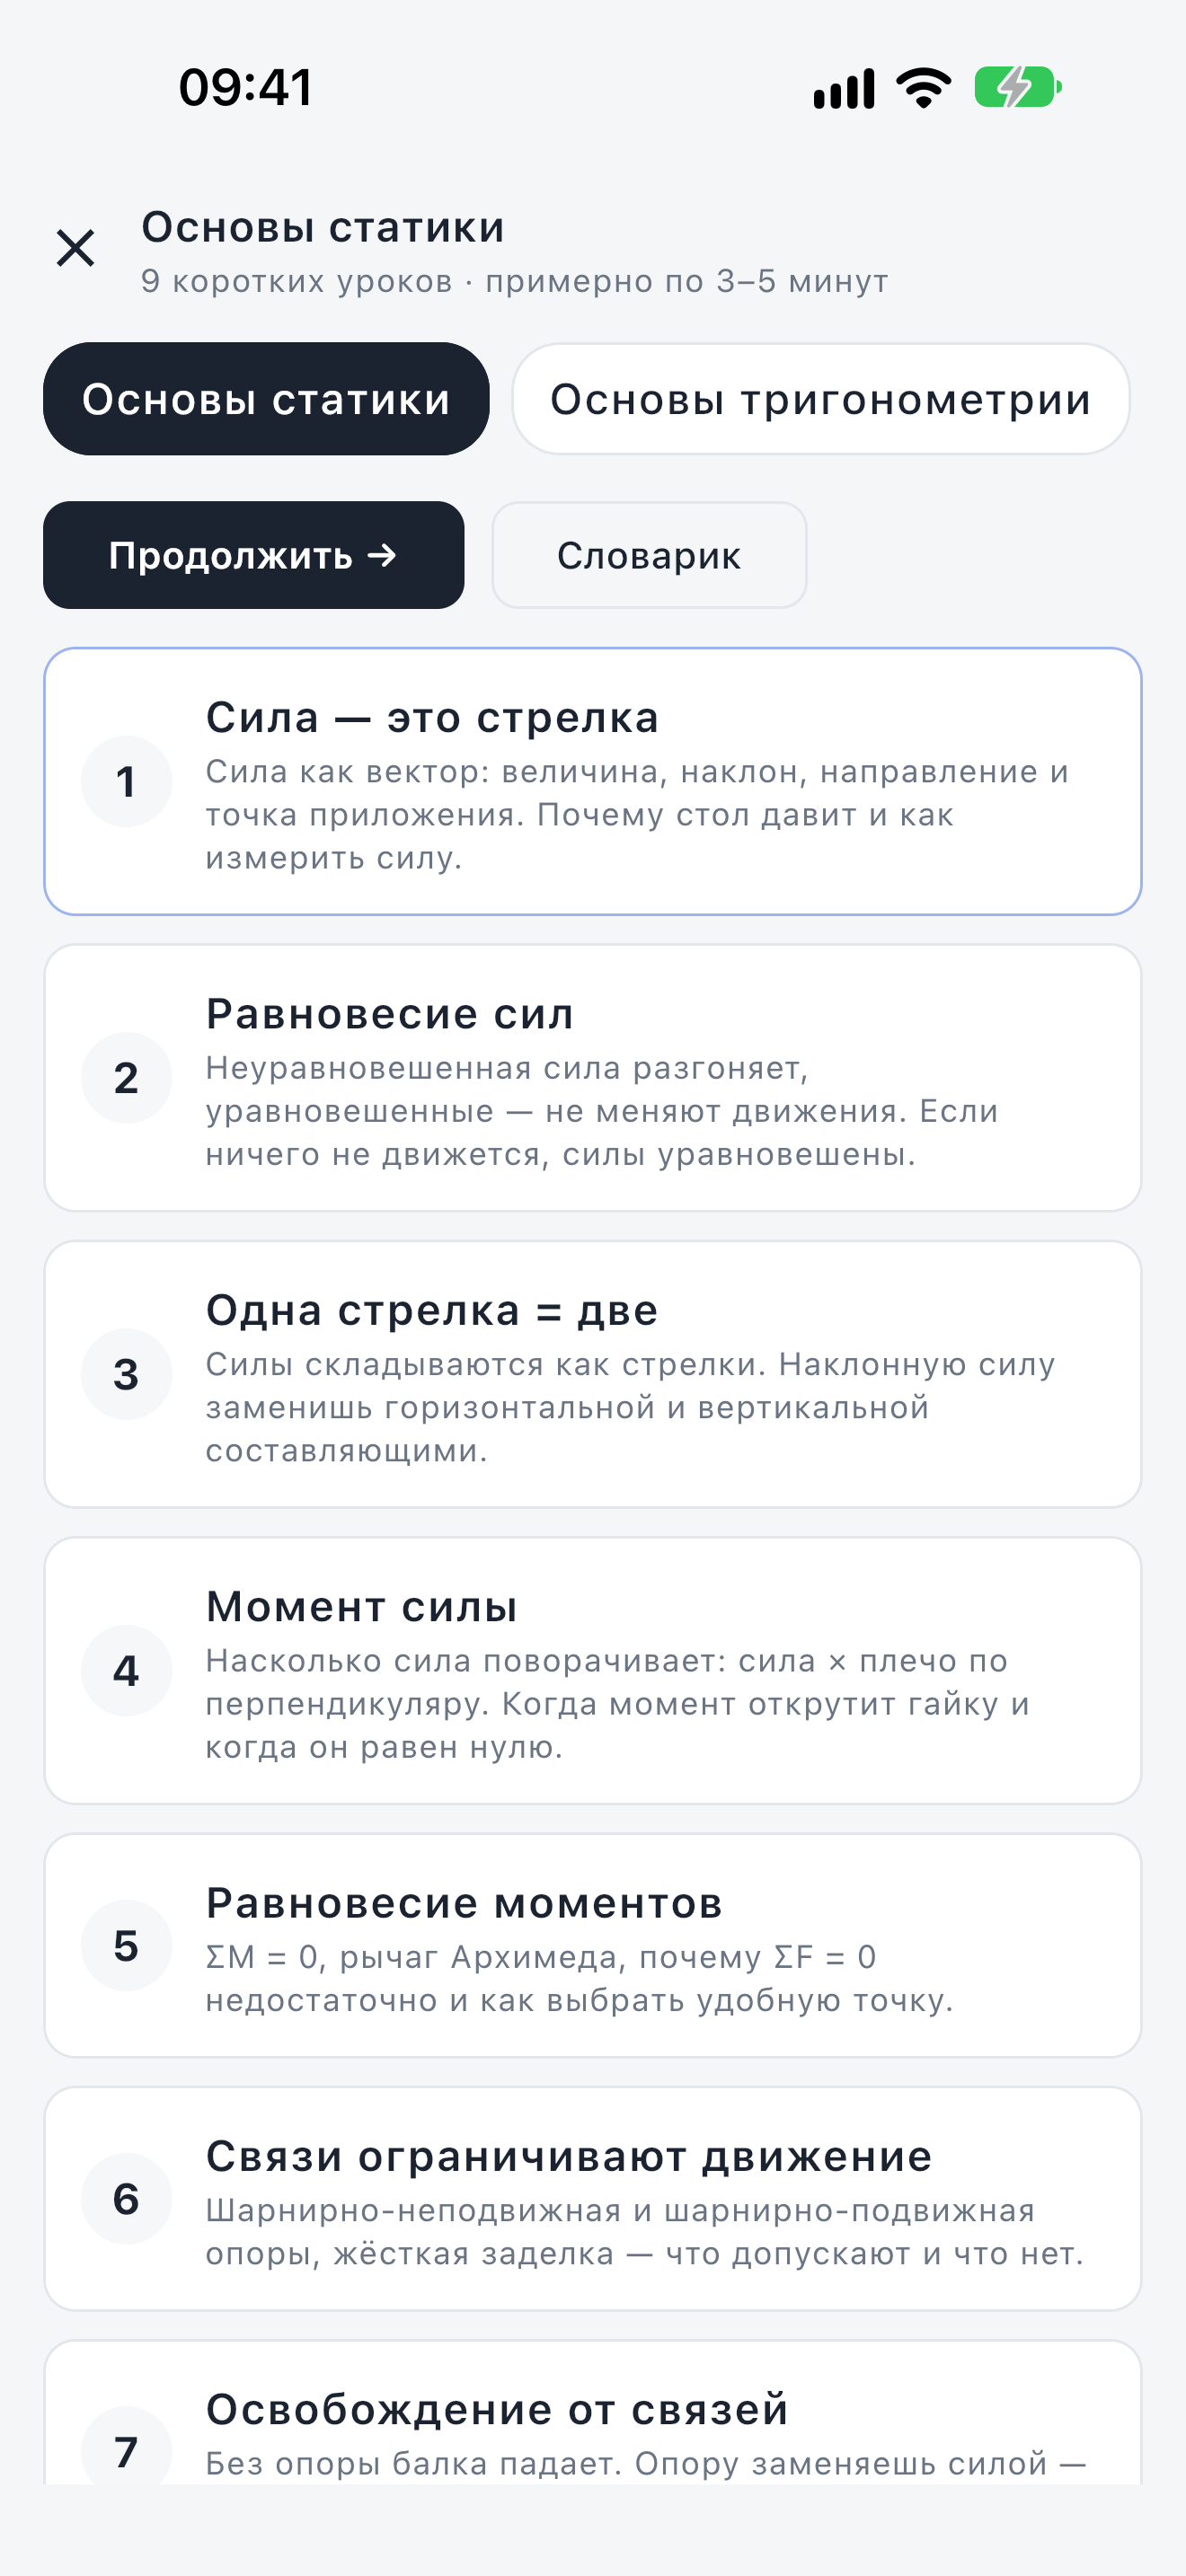 09:41
Основы статики
9 коротких уроков · примерно по 3–5 минут
Основы статики
Основы тригонометрии
Продолжить →
Словарик
1
Сила — это стрелка
Сила как вектор: величина, наклон, направление и
точка приложения. Почему стол давит и как
измерить силу.
2
Равновесие сил
Неуравновешенная сила разгоняет,
уравновешенные — не меняют движения. Если
ничего не движется, силы уравновешены.
3
Одна стрелка = две
Силы складываются как стрелки. Наклонную силу
заменишь горизонтальной и вертикальной
составляющими.
4
Момент силы
Насколько сила поворачивает: сила × плечо по
перпендикуляру. Когда момент открутит гайку и
когда он равен нулю.
5
Равновесие моментов
ΣM = 0, рычаг Архимеда, почему ΣF = 0
недостаточно и как выбрать удобную точку.
6
Связи ограничивают движение
Шарнирно-неподвижная и шарнирно-подвижная
опоры, жёсткая заделка — что допускают и что нет.
7
Освобождение от связей
Без опоры балка падает. Опору заменяешь силой —